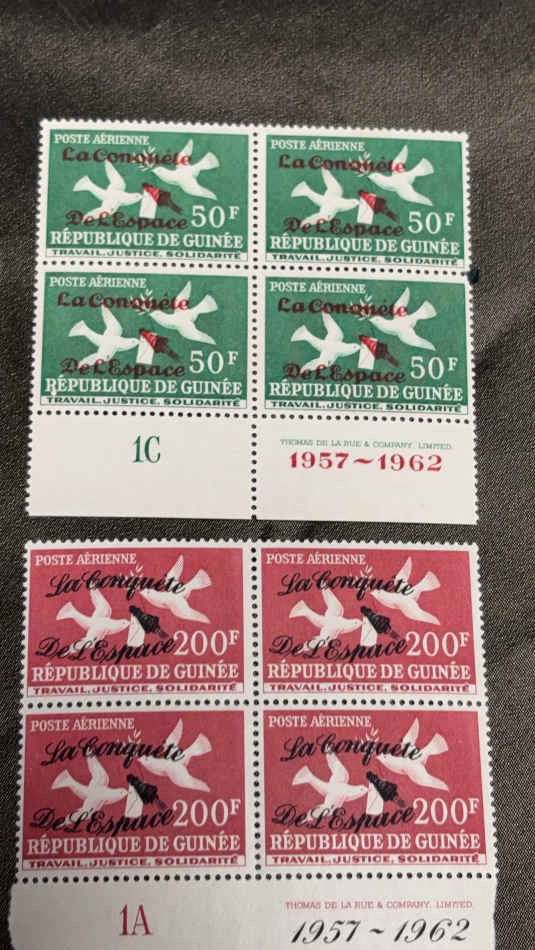 POSTE AÉRIENNE
La Conquête
De L'Espace 50F
RÉPUBLIQUE DE GUINÉE
TRAVAIL, JUSTICE, SOLIDARITÉ
POSTE AÉRIENNE
La Conquête
De L'Espace 50F
RÉPUBLIQUE DE GUINÉE
TRAVAIL, JUSTICE, SOLIDARITÉ
POSTE AÉRIENNE
La Conquête
De L'Espace 50F
RÉPUBLIQUE DE GUINÉE
TRAVAIL, JUSTICE, SOLIDARITÉ
POSTE AÉRIENNE
La Conquête
De L'Espace 50F
RÉPUBLIQUE DE GUINÉE
TRAVAIL, JUSTICE, SOLIDARITÉ
1C
THOMAS DE LA RUE & COMPANY, LIMITED.
1957~1962
POSTE AÉRIENNE
La Conquête
De L'Espace 200F
RÉPUBLIQUE DE GUINÉE
TRAVAIL, JUSTICE, SOLIDARITÉ
POSTE AÉRIENNE
La Conquête
De L'Espace 200F
RÉPUBLIQUE DE GUINÉE
TRAVAIL, JUSTICE, SOLIDARITÉ
POSTE AÉRIENNE
La Conquête
De L'Espace 200F
RÉPUBLIQUE DE GUINÉE
TRAVAIL, JUSTICE, SOLIDARITÉ
POSTE AÉRIENNE
La Conquête
De L'Espace 200F
RÉPUBLIQUE DE GUINÉE
TRAVAIL, JUSTICE, SOLIDARITÉ
1A
THOMAS DE LA RUE & COMPANY, LIMITED.
1957 ~ 1962